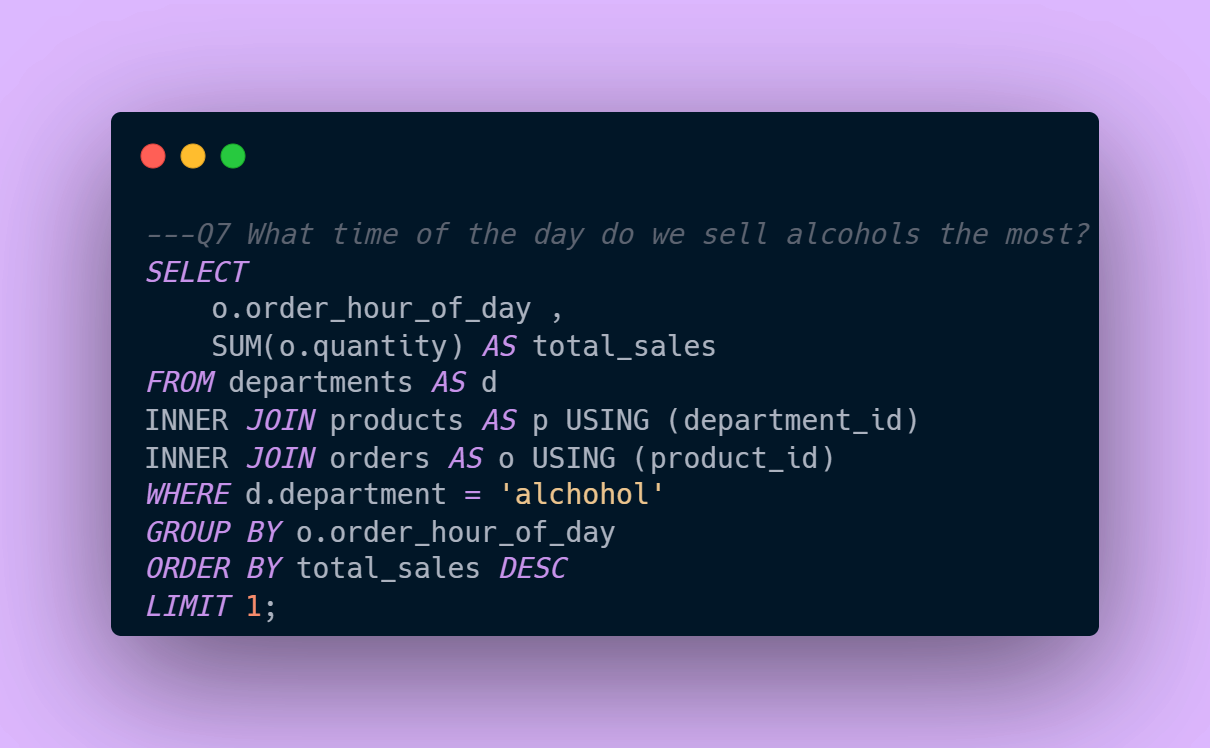 ---Q7 What time of the day do we sell alcohols the most?
SELECT
    o.order_hour_of_day ,
    SUM(o.quantity) AS total_sales
FROM departments AS d
INNER JOIN products AS p USING (department_id)
INNER JOIN orders AS o USING (product_id)
WHERE d.department = 'alchohol'
GROUP BY o.order_hour_of_day
ORDER BY total_sales DESC
LIMIT 1;